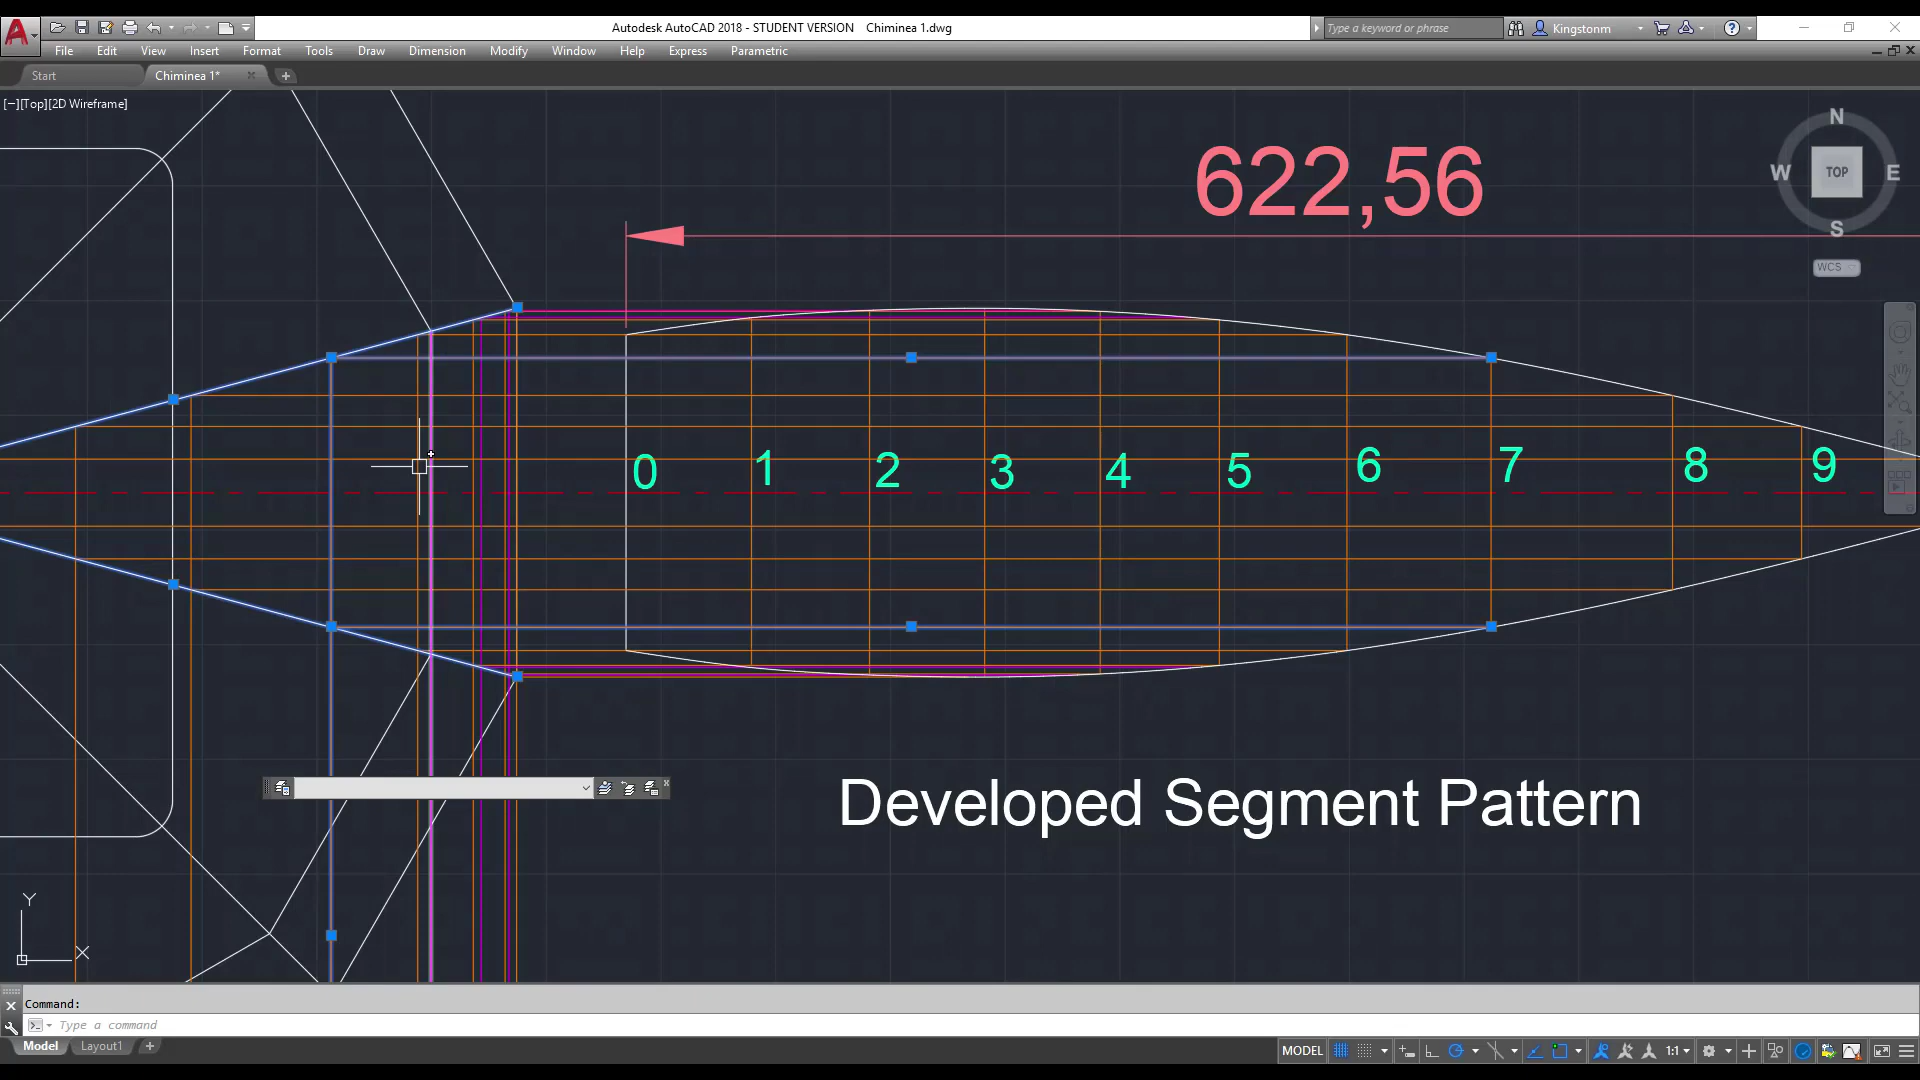 Autodesk AutoCAD 2018 - STUDENT VERSION Chiminea 1.dwg
Type a keyword or phrase
Kingstonm
File Edit View Insert Format Tools Draw Dimension Modify Window Help Express Parametric
Start
Chiminea 1*
[−][Top][2D Wireframe]
622,56
N
W TOP E
S
WCS
0 1 2 3 4 5 6 7 8 9
Developed Segment Pattern
Y
X
Command:
Type a command
Model Layout1
MODEL
1:1